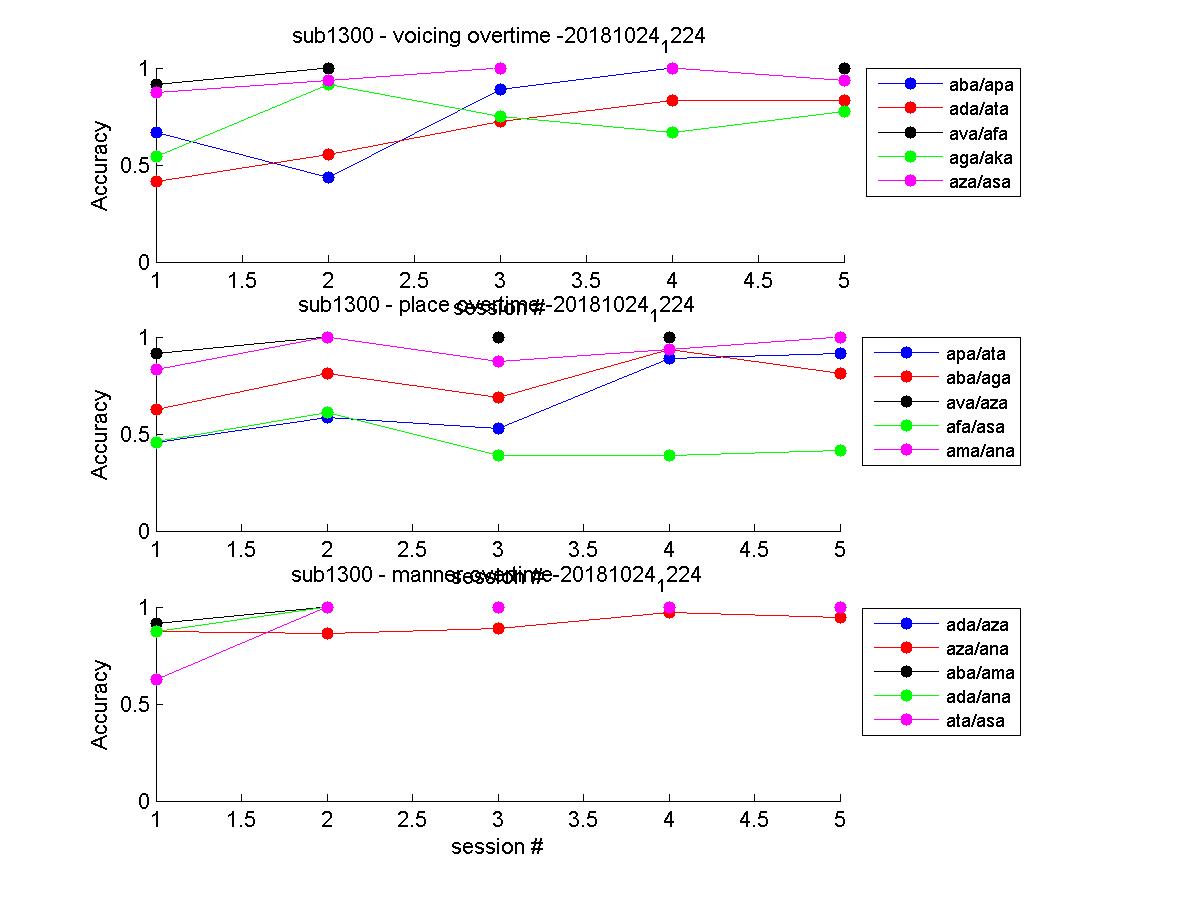 sub1300 - voicing overtime -20181024₁224
1
0.5
0
Accuracy
1 1.5 2 2.5 3 3.5 4 4.5 5
session #
aba/apa
ada/ata
ava/afa
aga/aka
aza/asa
sub1300 - place overtime -20181024₁224
1
0.5
0
Accuracy
1 1.5 2 2.5 3 3.5 4 4.5 5
session #
apa/ata
aba/aga
ava/aza
afa/asa
ama/ana
sub1300 - manner overtime-20181024₁224
1
0.5
0
Accuracy
1 1.5 2 2.5 3 3.5 4 4.5 5
session #
ada/aza
aza/ana
aba/ama
ada/ana
ata/asa